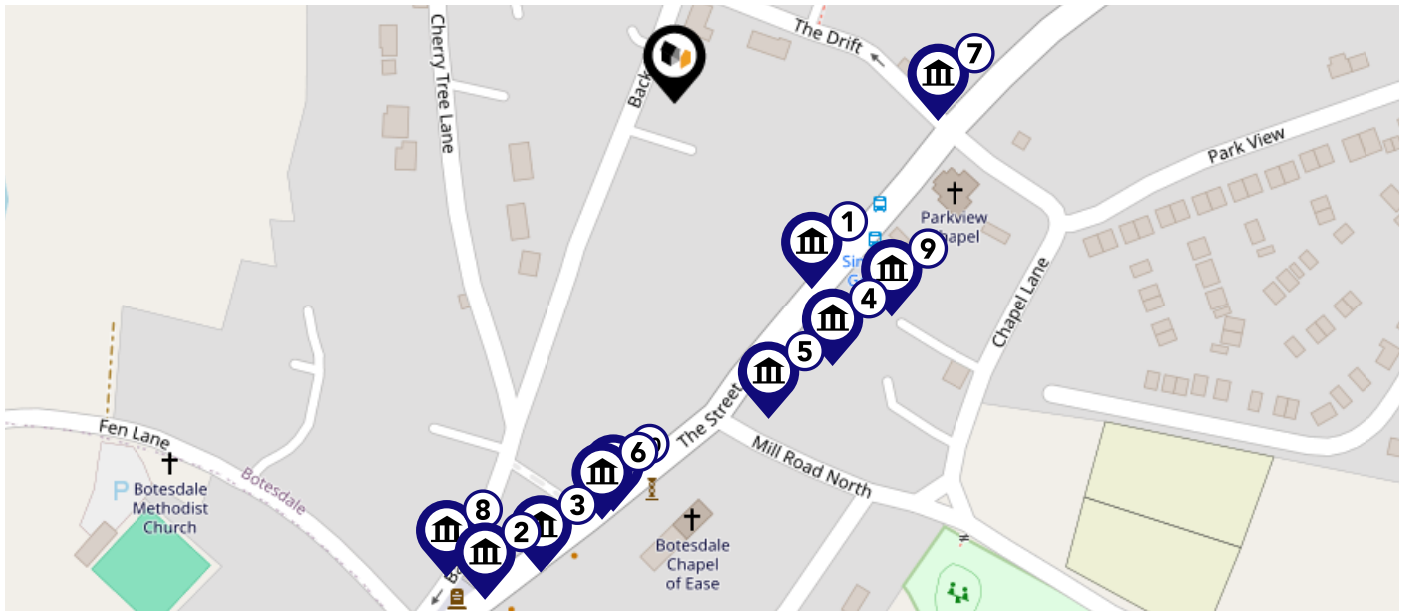 The Drift
7
Cherry Tree Lane
Back
Park View
Parkview
1
9
4
Chapel Lane
5
The Street
Fen Lane
6
Mill Road North
Botesdale
P
Botesdale
Methodist
Church
8
3
2
Botesdale
Chapel
of Ease